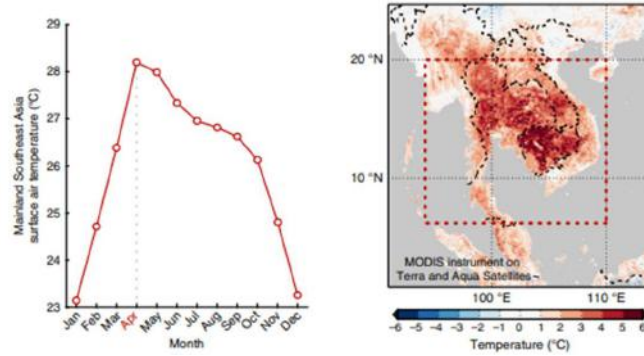 Mainland Southeast Asia
surface air temperature (°C)
29
28
27
26
25
24
23
Jan
Feb
Mar
Apr
May
Jun
Jul
Aug
Sep
Oct
Nov
Dec
Month
20 °N
10 °N
MODIS instrument on
Terra and Aqua Satellites
100 °E 110 °E
−6 −5 −4 −3 −2 −1 0 1 2 3 4 5 6
Temperature (°C)